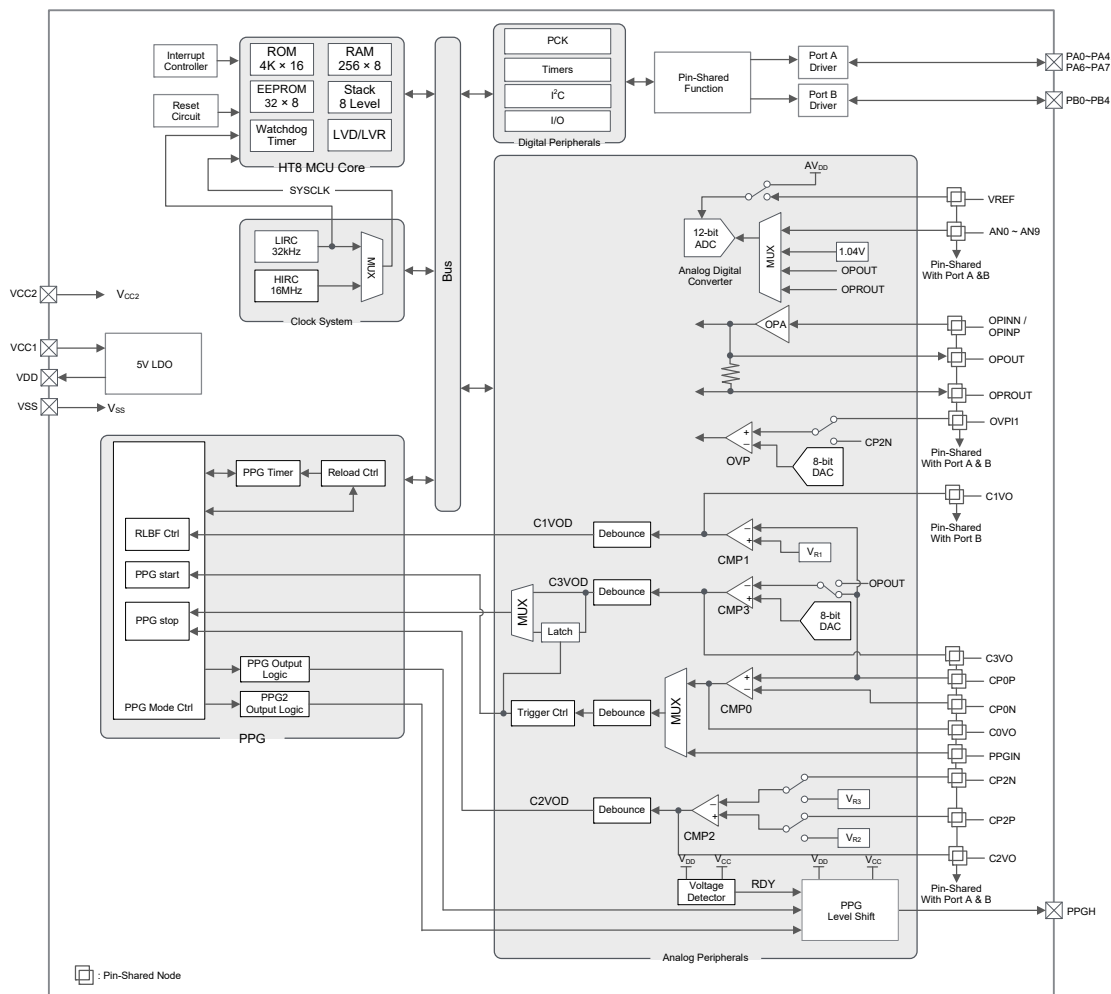 Interrupt
Controller
Reset
Circuit
ROM
4K × 16
RAM
256 × 8
EEPROM
32 × 8
Stack
8 Level
Watchdog
Timer
LVD/LVR
HT8 MCU Core
SYSCLK
LIRC
32kHz
HIRC
16MHz
MUX
Clock System
Bus
PCK
Timers
I²C
I/O
Digital Peripherals
Pin-Shared
Function
Port A
Driver
Port B
Driver
PA0~PA4
PA6~PA7
PB0~PB4
VCC2
VCC2
VCC1
5V LDO
VDD
VSS
VSS
AVDD
VREF
12-bit
ADC
Analog Digital
Converter
MUX
1.04V
OPOUT
OPROUT
AN0 ~ AN9
Pin-Shared
With Port A &B
OPA
OPINN /
OPINP
OPOUT
OPROUT
OVPI1
Pin-Shared
With Port A & B
+
−
OVP
CP2N
8-bit
DAC
C1VO
Pin-Shared
With Port B
PPG Timer
Reload Ctrl
RLBF Ctrl
PPG start
PPG stop
PPG Mode Ctrl
PPG Output
Logic
PPG2
Output Logic
PPG
C1VOD
Debounce
−
+
CMP1
VR1
C3VOD
MUX
Latch
Debounce
−
+
CMP3
OPOUT
8-bit
DAC
C3VO
CP0P
CP0N
C0VO
PPGIN
Trigger Ctrl
Debounce
MUX
+
−
CMP0
C2VOD
Debounce
−
+
CMP2
VR3
VR2
CP2N
CP2P
C2VO
Pin-Shared
With Port A & B
VDD
VCC
Voltage
Detector
RDY
VDD
VCC
PPG
Level Shift
PPGH
Analog Peripherals
: Pin-Shared Node